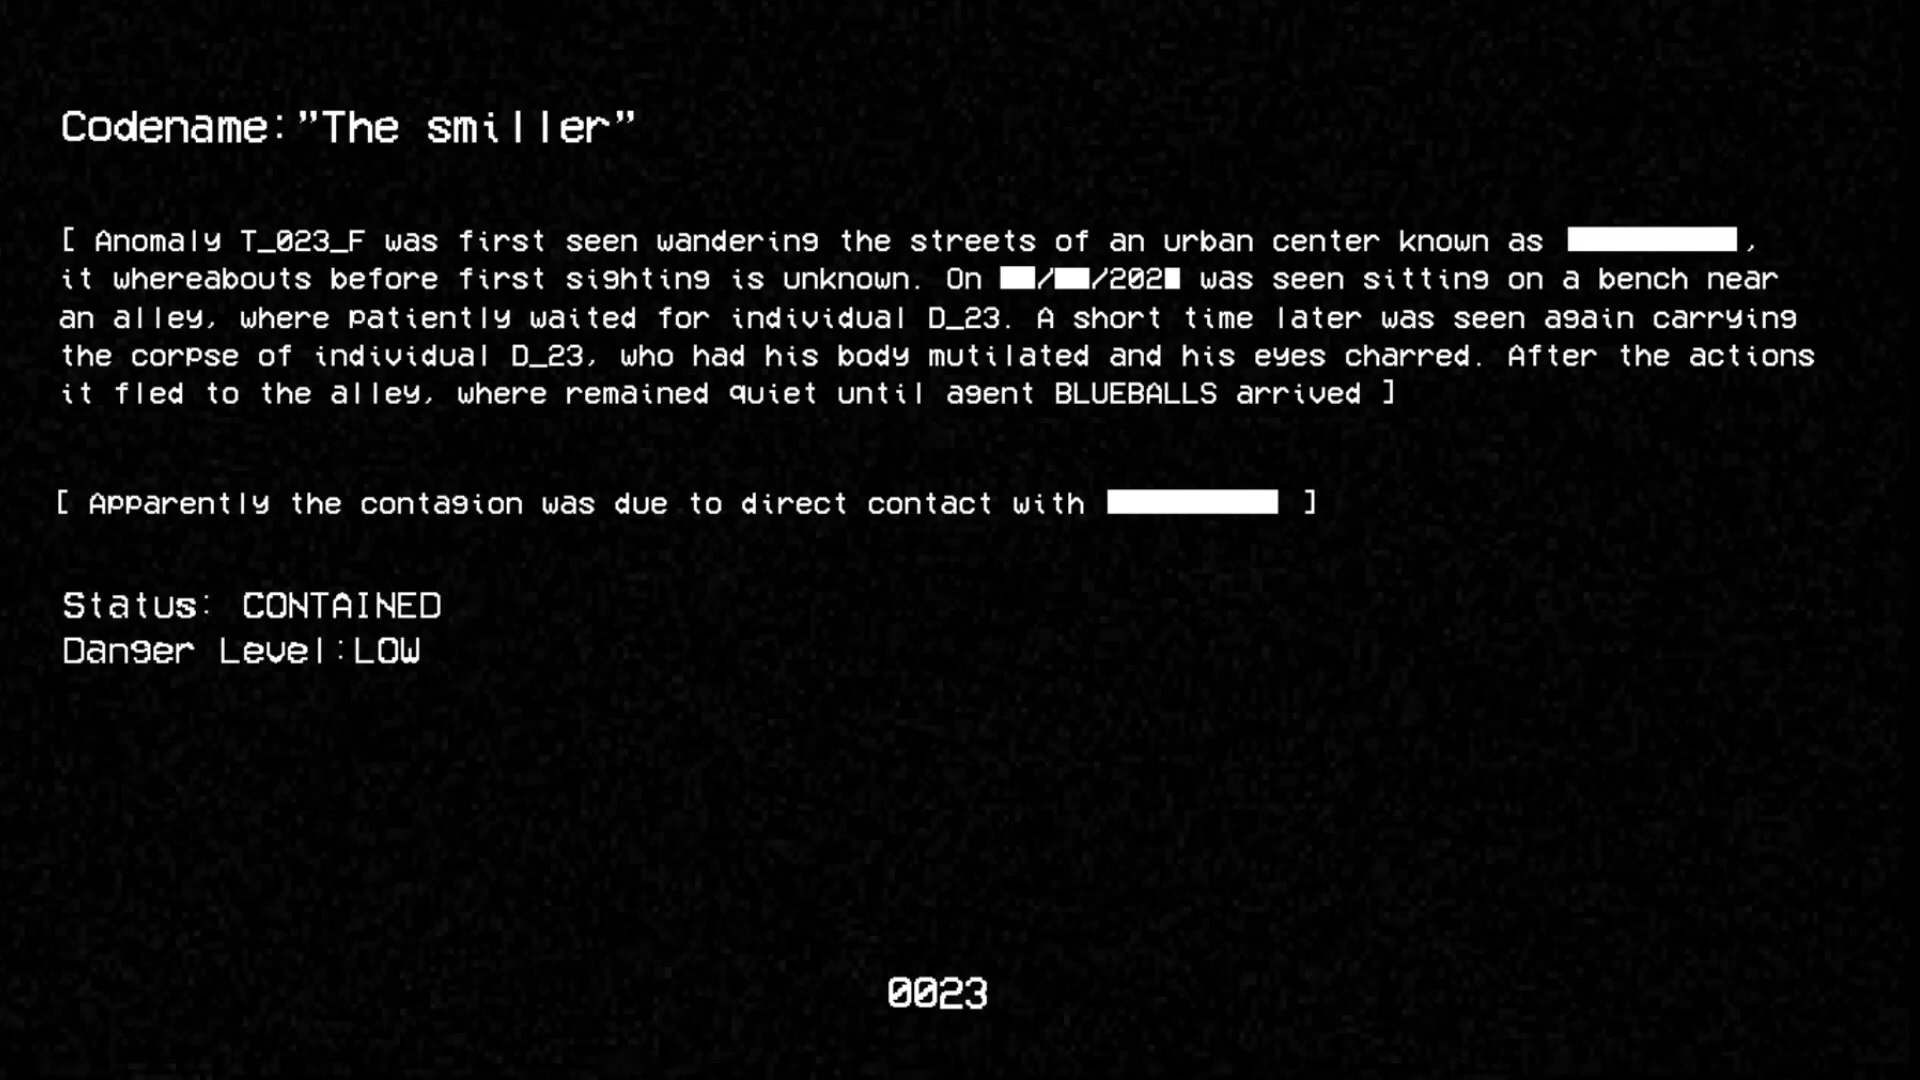 Codename:"The smiller"
[ Anomaly T_023_F was first seen wandering the streets of an urban center known as ,
it whereabouts before first sighting is unknown. On / /202 was seen sitting on a bench near
an alley, where patiently waited for individual D_23. A short time later was seen again carrying
the corpse of individual D_23, who had his body mutilated and his eyes charred. After the actions
it fled to the alley, where remained quiet until agent BLUEBALLS arrived ]
[ Apparently the contagion was due to direct contact with ]
Status: CONTAINED
Danger Level:LOW
0023